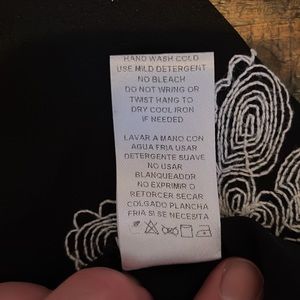 HAND WASH COLD
USE MILD DETERGENT
NO BLEACH
DO NOT WRING OR
TWIST HANG TO
DRY COOL IRON
IF NEEDED
LAVAR A MANO CON
AGUA FRIA USAR
DETERGENTE SUAVE
NO USAR
BLANQUEADOR
NO EXPRIMIR O
RETORCER SECAR
COLGADO PLANCHA
FRIA SI SE NECESITA